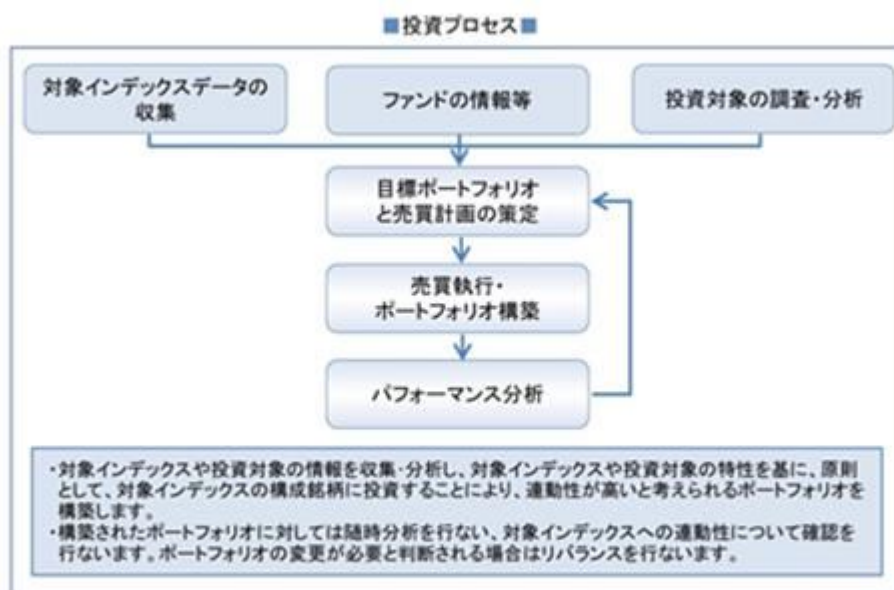 ■投資プロセス■
対象インデックスデータの
収集
ファンドの情報等
投資対象の調査・分析
目標ポートフォリオ
と売買計画の策定
売買執行・
ポートフォリオ構築
パフォーマンス分析
・対象インデックスや投資対象の情報を収集・分析し、対象インデックスや投資対象の特性を基に、原則
として、対象インデックスの構成銘柄に投資することにより、連動性が高いと考えられるポートフォリオを
構築します。
・構築されたポートフォリオに対しては随時分析を行ない、対象インデックスへの連動性について確認を
行ないます。ポートフォリオの変更が必要と判断される場合はリバランスを行ないます。